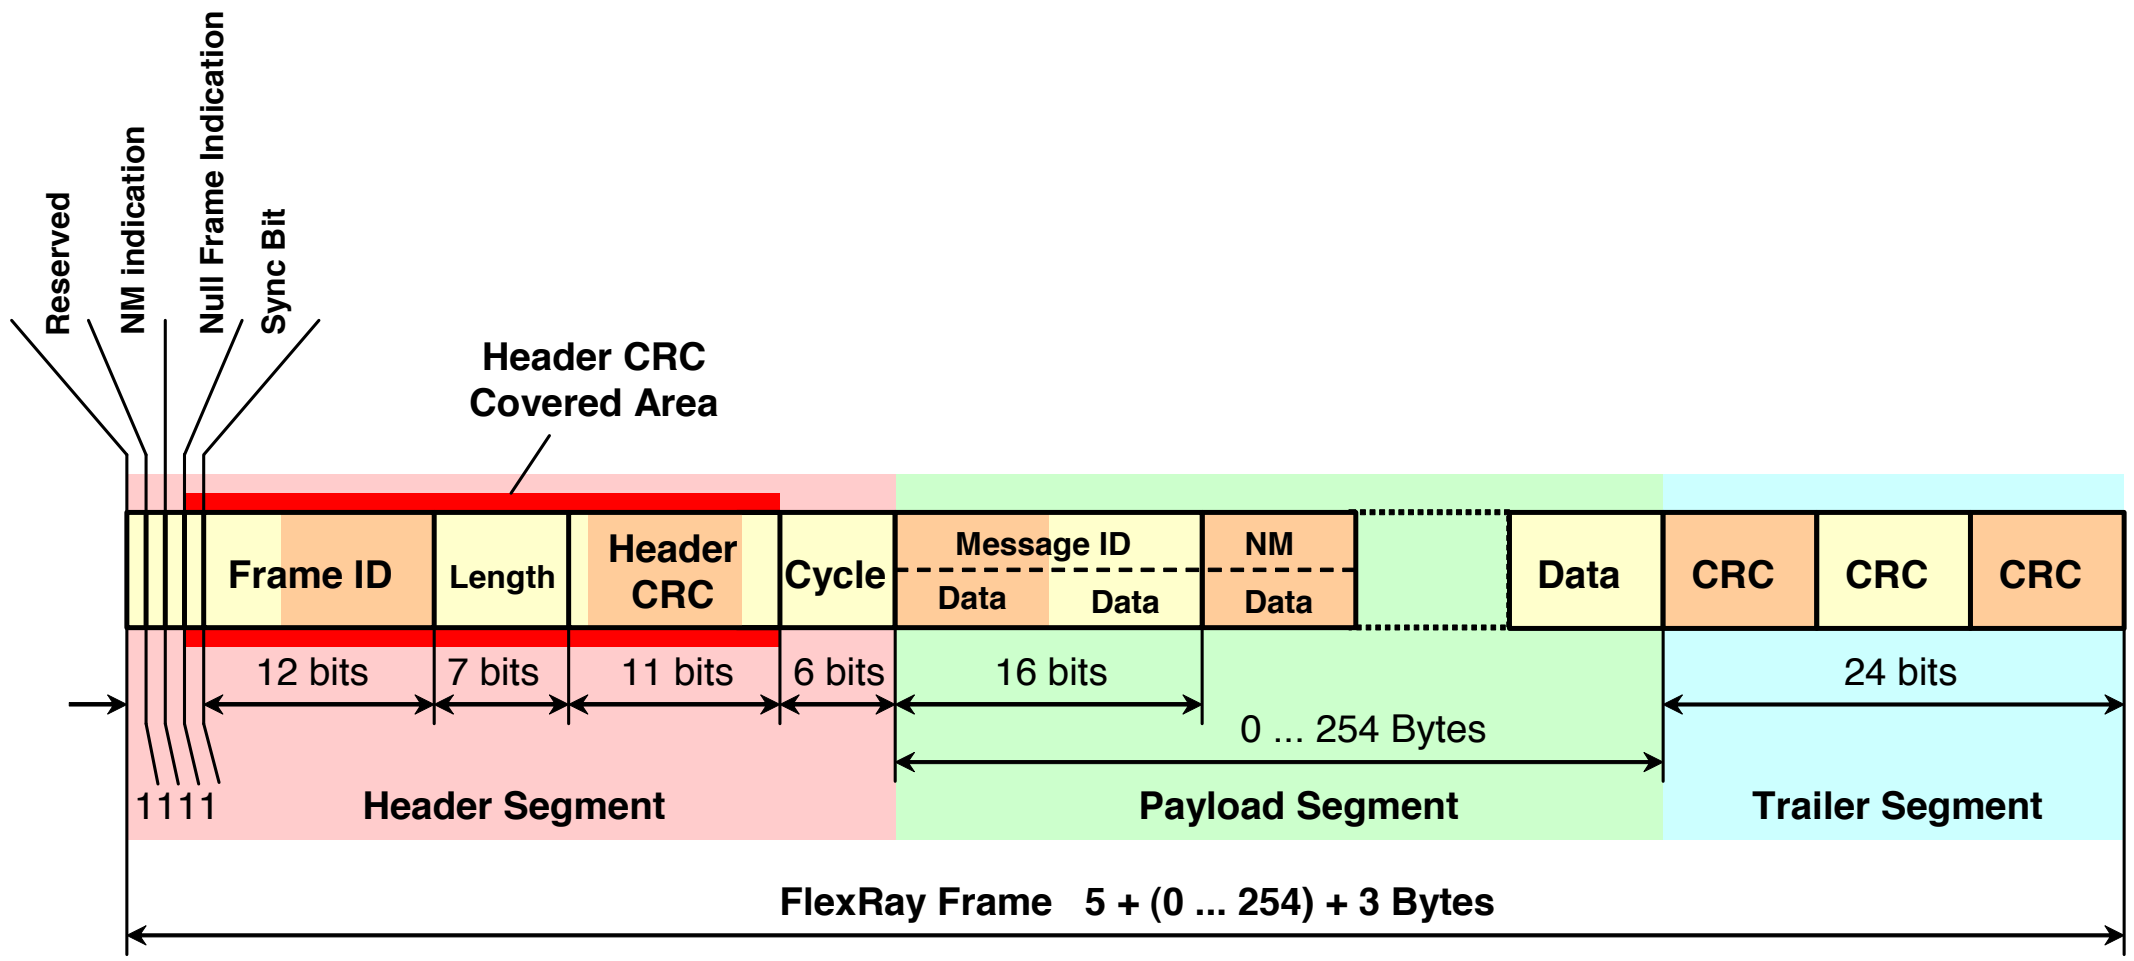 Reserved
NM indication
Null Frame Indication
Sync Bit
Header CRC
Covered Area
Frame ID
Length
Header
CRC
Cycle
Message ID
Data
Data
NM
Data
Data
CRC
CRC
CRC
12 bits
7 bits
11 bits
6 bits
16 bits
24 bits
0 ... 254 Bytes
1111
Header Segment
Payload Segment
Trailer Segment
FlexRay Frame 5 + (0 ... 254) + 3 Bytes